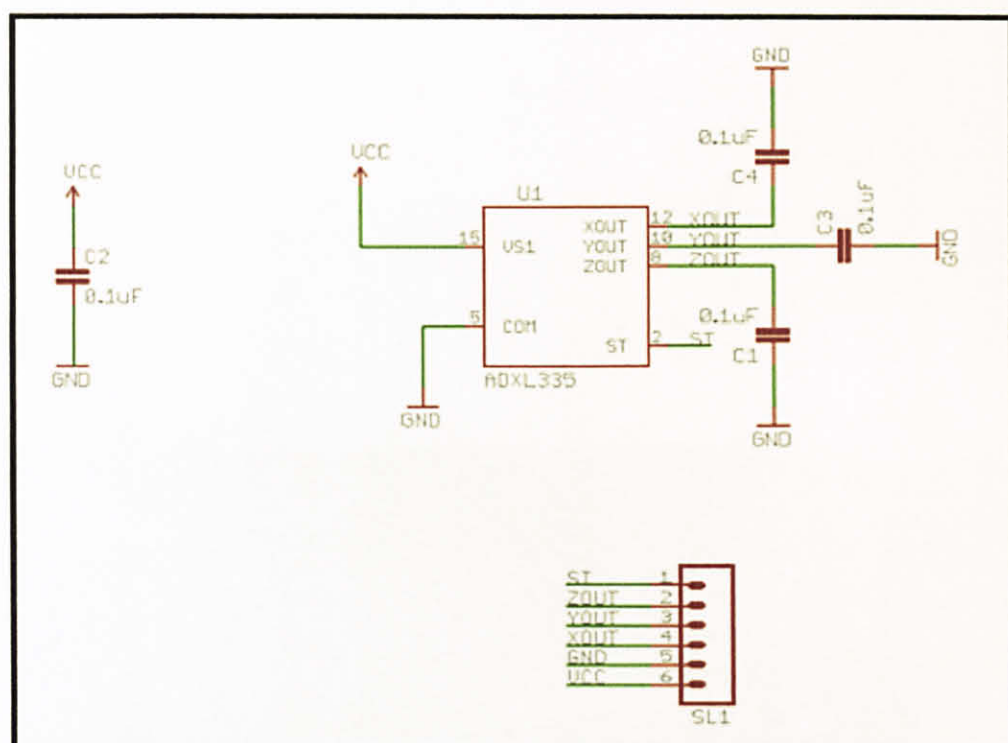 GND
0.1uF
C4
VCC
C2
0.1uF
GND
VCC
U1
15
VS1
5
COM
GND
XOUT
12
XOUT
YOUT
10
YOUT
ZOUT
8
ZOUT
ST
2
ST
ADXL335
C3
0.1uF
GND
0.1uF
C1
GND
ST 1
ZOUT 2
YOUT 3
XOUT 4
GND 5
VCC 6
SL1